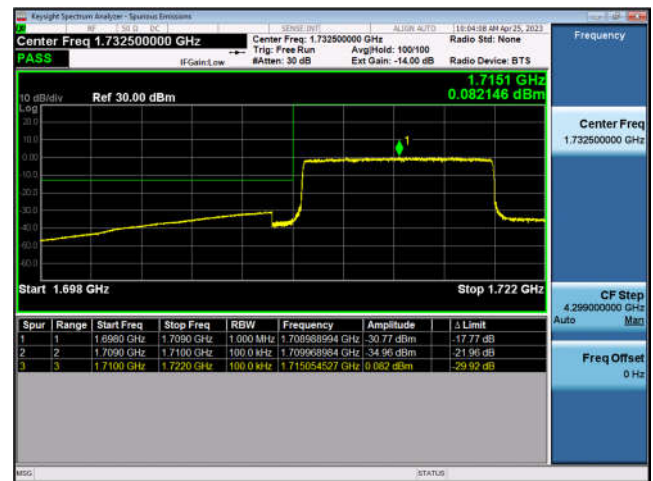 Keysight Spectrum Analyzer - Spurious Emissions
RF 50 Ω DC SENSE:INT ALIGN AUTO 10:04:38 AM Apr 25, 2023
Center Freq 1.732500000 GHz
Center Freq: 1.732500000 GHz
Radio Std: None
Frequency
PASS
IFGain:Low
Trig: Free Run
Avg|Hold: 100/100
#Atten: 30 dB
Ext Gain: -14.00 dB
Radio Device: BTS
1.7151 GHz
0.082146 dBm
10 dB/div
Ref 30.00 dBm
Log
20.0
10.0
0.00
10.0
20.0
30.0
40.0
50.0
60.0
1
Start 1.698 GHz
Stop 1.722 GHz
Center Freq
1.732500000 GHz
CF Step
4.299000000 GHz
Auto Man
Freq Offset
0 Hz
Spur Range Start Freq Stop Freq RBW Frequency Amplitude Δ Limit
1 1 1.6980 GHz 1.7090 GHz 1.000 MHz 1.708988994 GHz -30.77 dBm -17.77 dB
2 2 1.7090 GHz 1.7100 GHz 100.0 kHz 1.709968984 GHz -34.96 dBm -21.96 dB
3 3 1.7100 GHz 1.7220 GHz 100.0 kHz 1.715054527 GHz 0.082 dBm -29.92 dB
MSG
STATUS